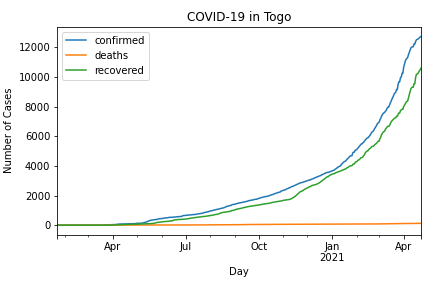 COVID-19 in Togo
confirmed
deaths
recovered
Number of Cases
12000
10000
8000
6000
4000
2000
0
Apr
Jul
Oct
Jan
2021
Apr
Day